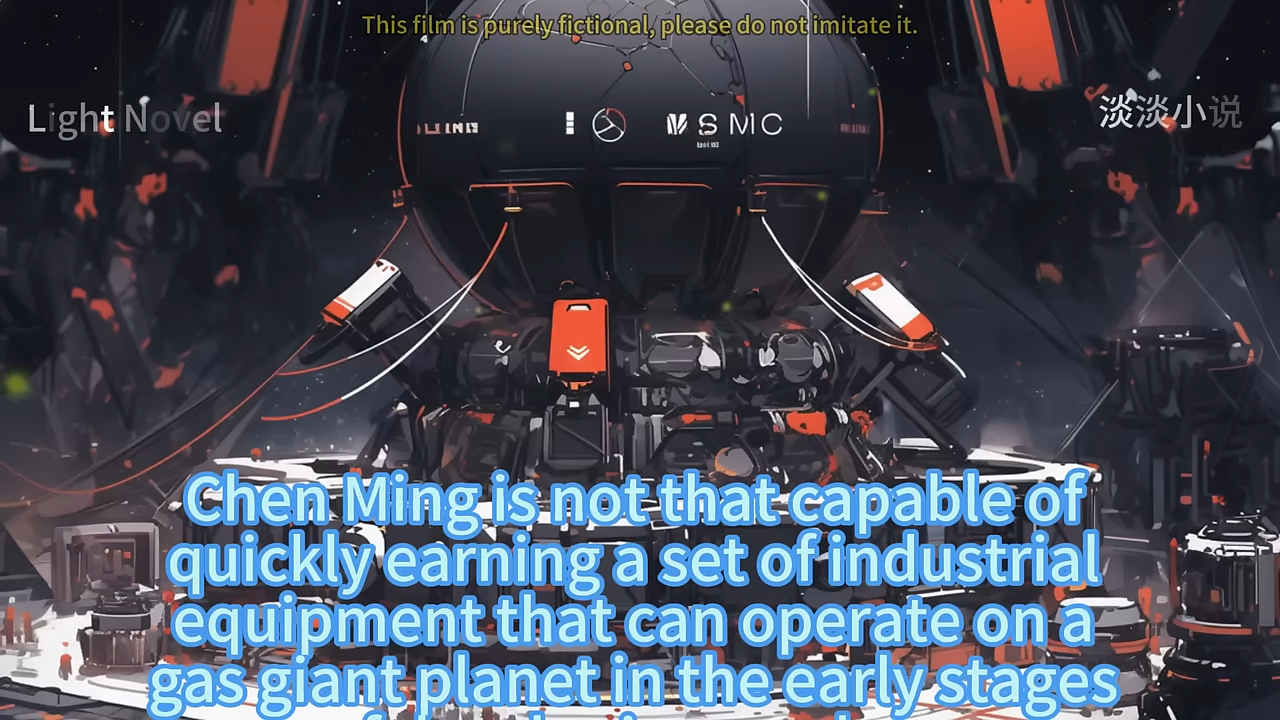 This film is purely fictional, please do not imitate it.
Light Novel
淡淡小说
SMC
Chen Ming is not that capable of
quickly earning a set of industrial
equipment that can operate on a
gas giant planet in the early stages